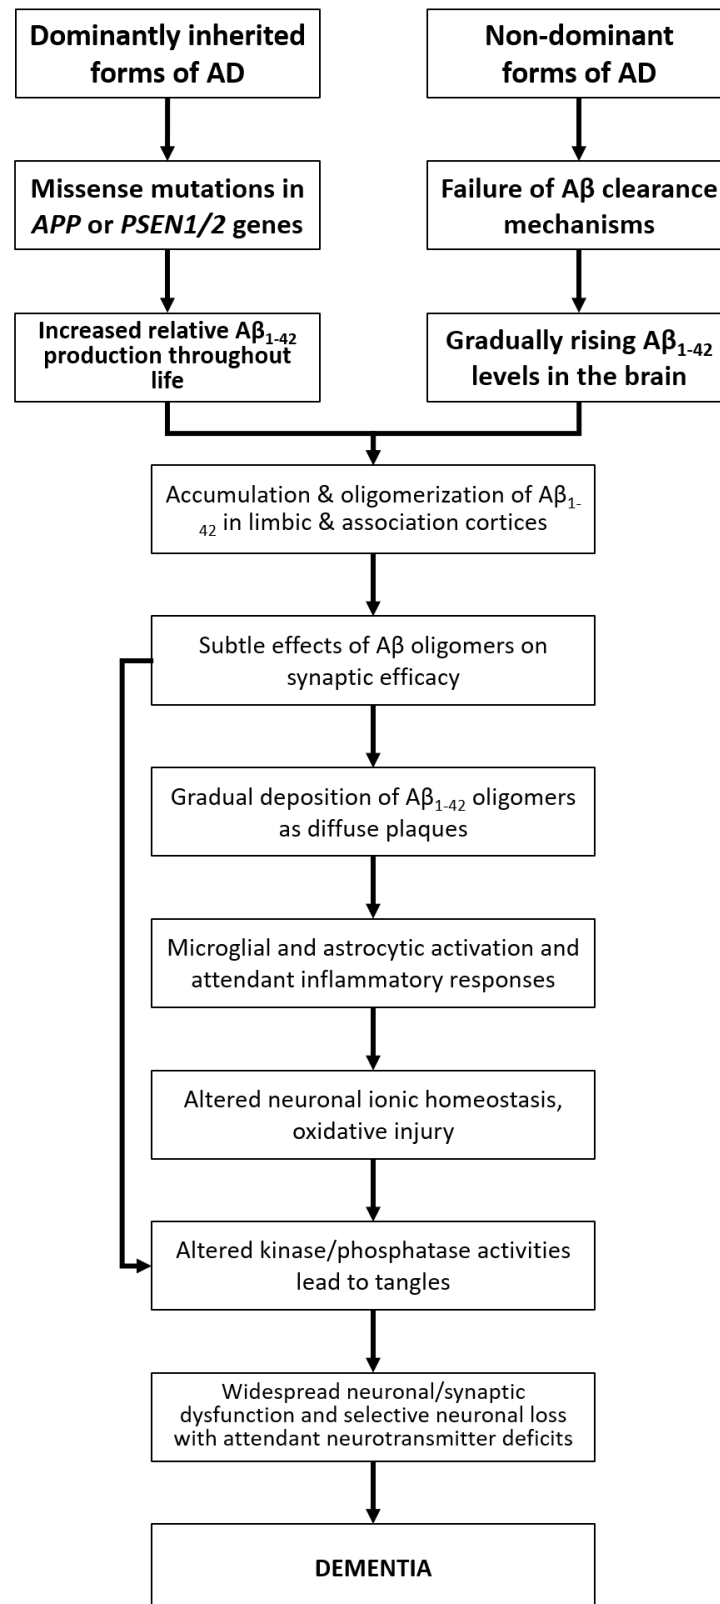 Dominantly inherited
forms of AD
Non-dominant
forms of AD
Missense mutations in
APP or PSEN1/2 genes
Failure of Aβ clearance
mechanisms
Increased relative Aβ1-42
production throughout
life
Gradually rising Aβ1-42
levels in the brain
Accumulation & oligomerization of Aβ1-
42 in limbic & association cortices
Subtle effects of Aβ oligomers on
synaptic efficacy
Gradual deposition of Aβ1-42 oligomers
as diffuse plaques
Microglial and astrocytic activation and
attendant inflammatory responses
Altered neuronal ionic homeostasis,
oxidative injury
Altered kinase/phosphatase activities
lead to tangles
Widespread neuronal/synaptic
dysfunction and selective neuronal loss
with attendant neurotransmitter deficits
DEMENTIA